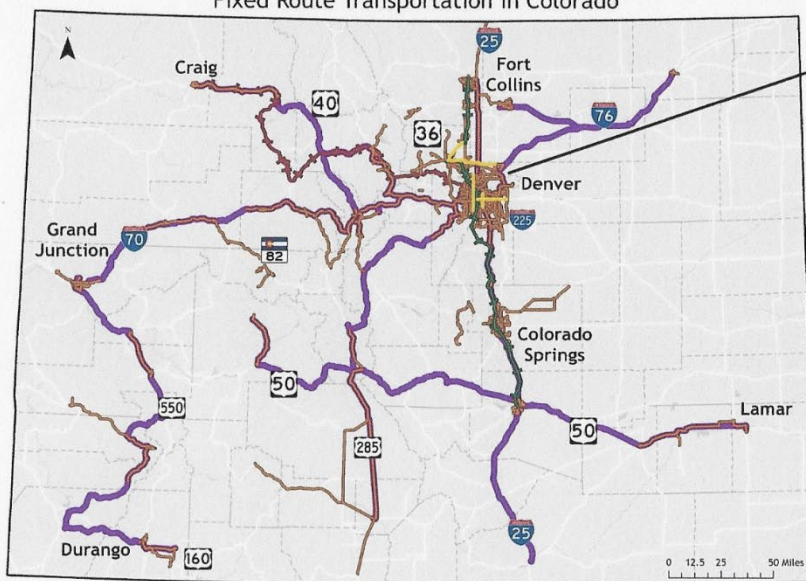 Fixed Route Transportation in Colorado
25
Fort
Collins
Craig
40
76
36
Denver
Grand
Junction
70
225
82
Colorado
Springs
50
550
50
Lamar
285
25
Durango
160
0 12.5 25 50 Miles